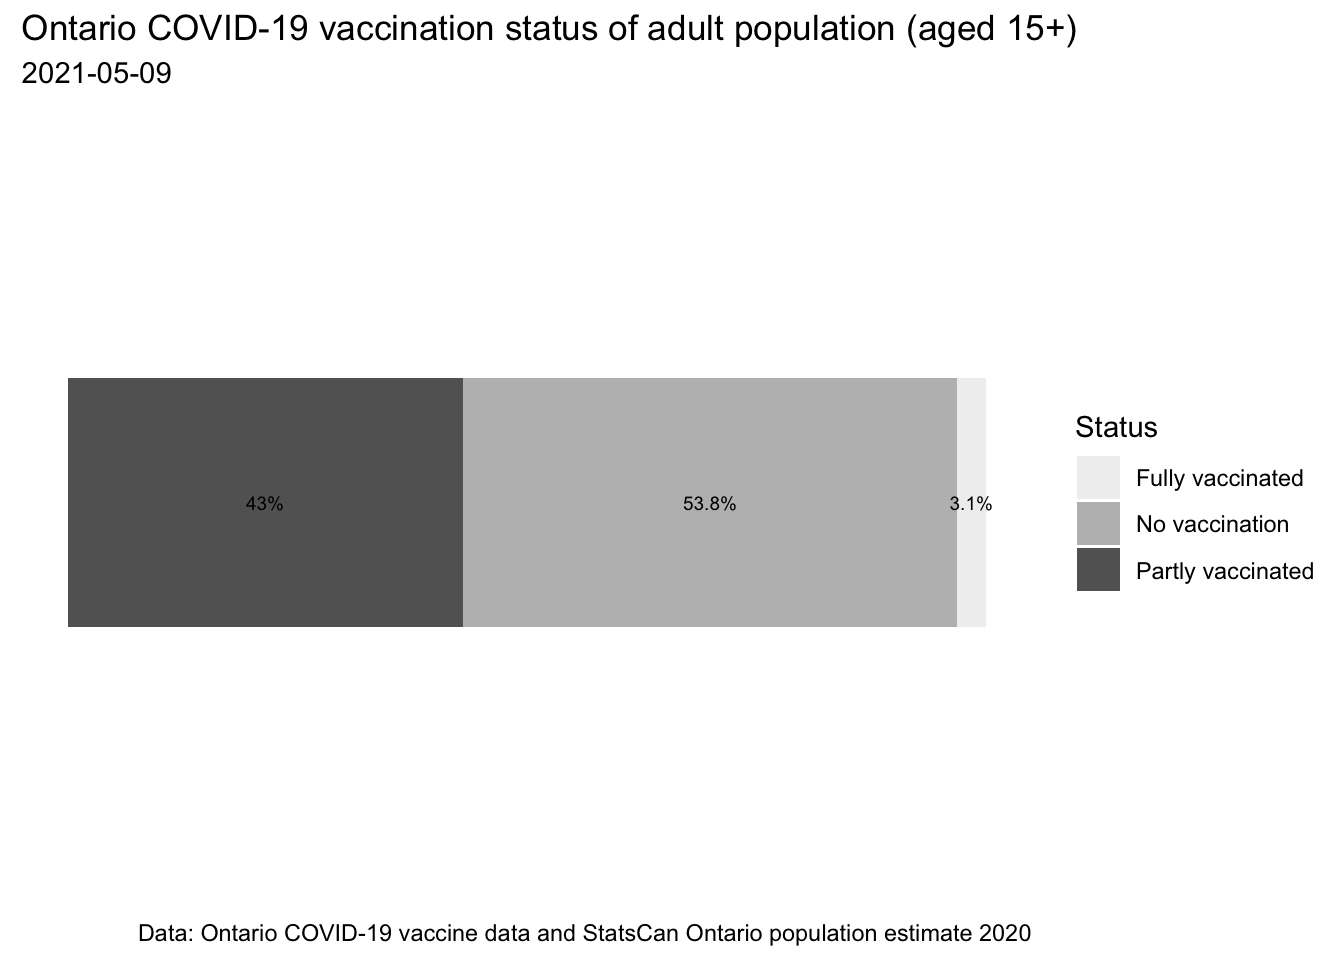 Ontario COVID-19 vaccination status of adult population (aged 15+)
2021-05-09
43%
53.8%
3.1%
Status
Fully vaccinated
No vaccination
Partly vaccinated
Data: Ontario COVID-19 vaccine data and StatsCan Ontario population estimate 2020